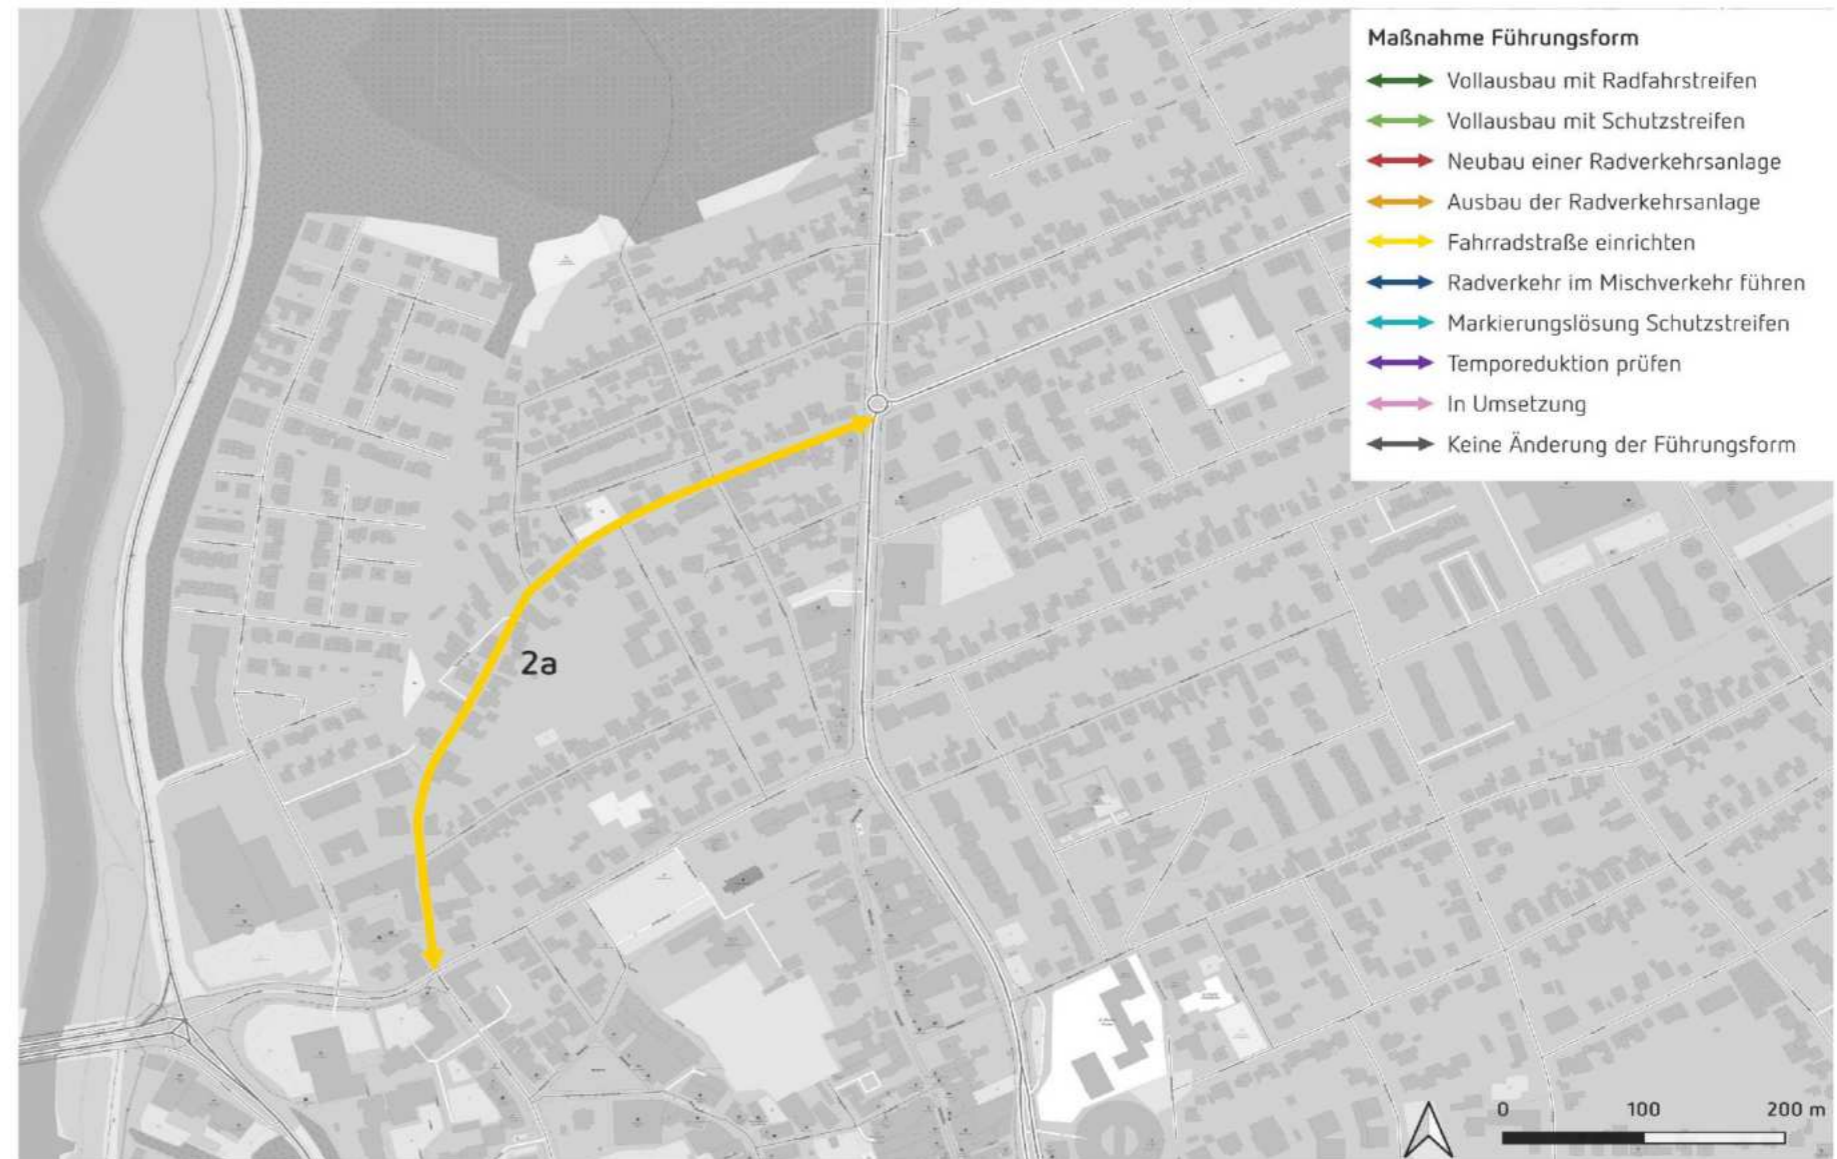 Maßnahme Führungsform
Vollausbau mit Radfahrstreifen
Vollausbau mit Schutzstreifen
Neubau einer Radverkehrsanlage
Ausbau der Radverkehrsanlage
Fahrradstraße einrichten
Radverkehr im Mischverkehr führen
Markierungslösung Schutzstreifen
Temporeduktion prüfen
In Umsetzung
Keine Änderung der Führungsform
2a
0 100 200 m